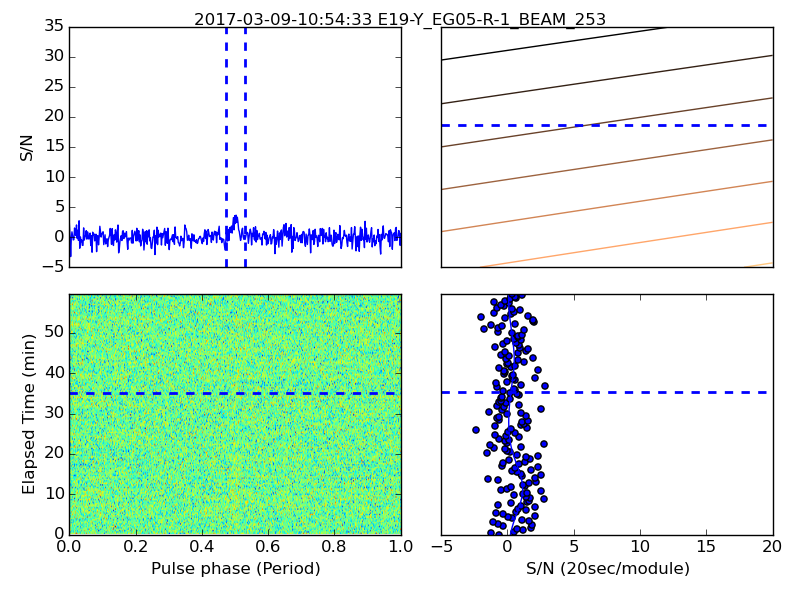 2017-03-09-10:54:33 E19-Y_EG05-R-1_BEAM_253
35
30
25
20
15
10
5
0
−5
S/N
50
40
30
20
10
0
Elapsed Time (min)
0.0 0.2 0.4 0.6 0.8 1.0
Pulse phase (Period)
−5 0 5 10 15 20
S/N (20sec/module)